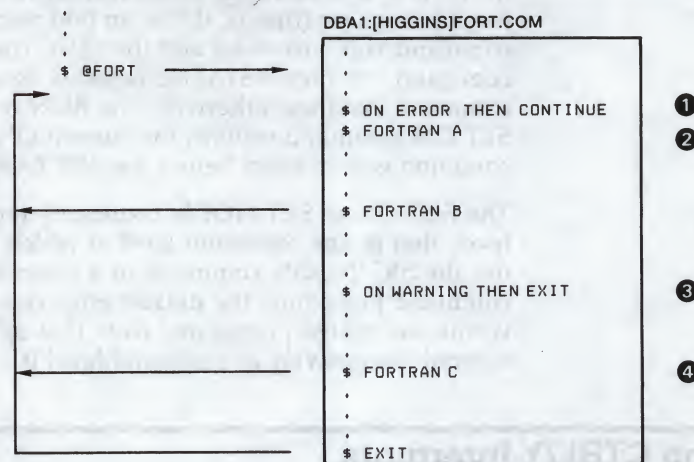 DBA1:[HIGGINS]FORT.COM
$ @FORT
$ ON ERROR THEN CONTINUE 1
$ FORTRAN A 2
$ FORTRAN B
$ ON WARNING THEN EXIT 3
$ FORTRAN C 4
$ EXIT